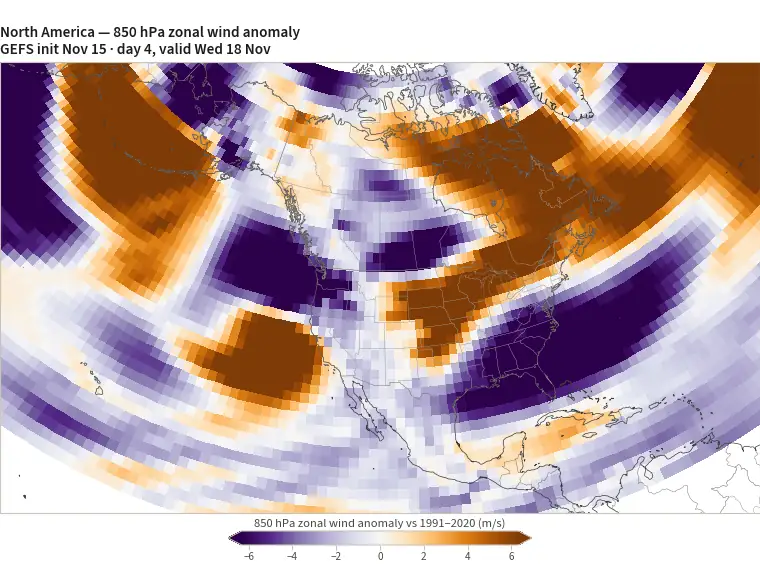 North America — 850 hPa zonal wind anomaly
GEFS init Nov 15 · day 4, valid Wed 18 Nov
850 hPa zonal wind anomaly vs 1991–2020 (m/s)
−6 −4 −2 0 2 4 6